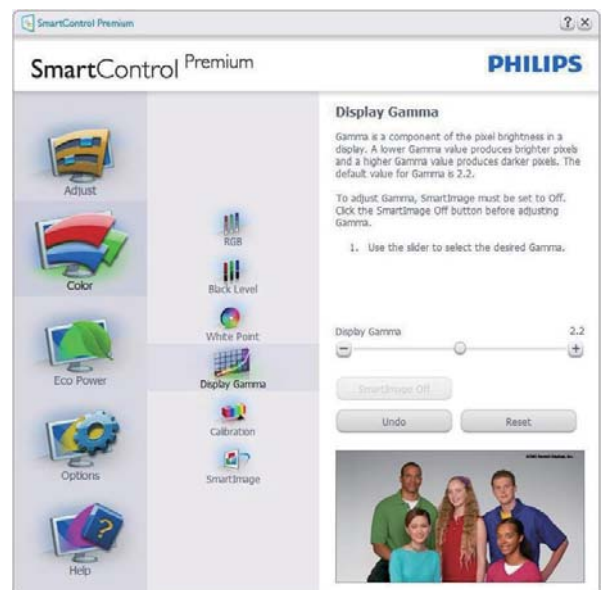 SmartControl Premium
? ×
SmartControl Premium
PHILIPS
Adjust
Color
Eco Power
Options
Help
RGB
Black Level
White Point
Display Gamma
Calibration
SmartImage
Display Gamma
Gamma is a component of the pixel brightness in a
display. A lower Gamma value produces brighter pixels
and a higher Gamma value produces darker pixels. The
default value for Gamma is 2.2.
To adjust Gamma, SmartImage must be set to Off.
Click the SmartImage Off button before adjusting
Gamma.
1. Use the slider to select the desired Gamma.
Display Gamma 2.2
SmartImage Off
Undo
Reset